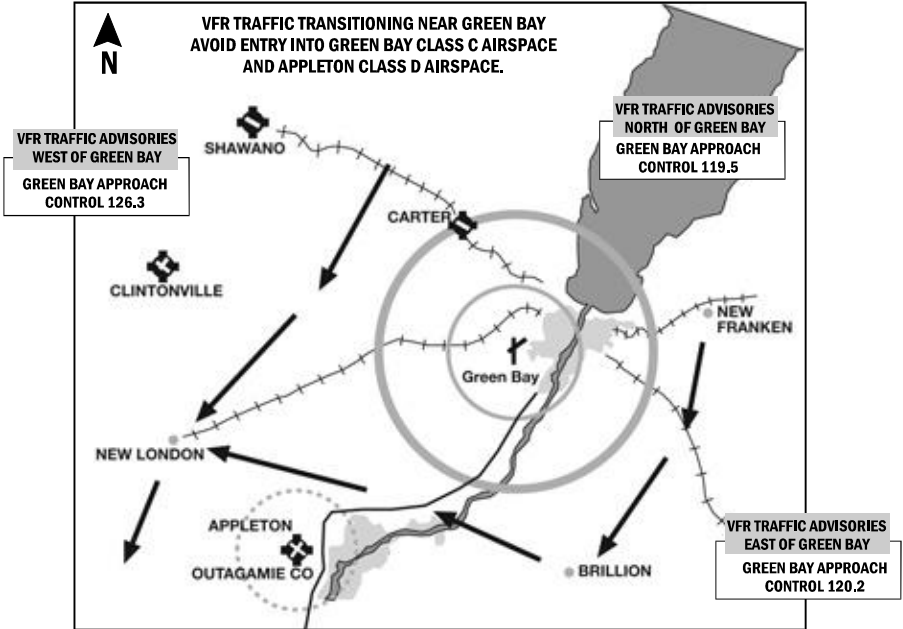 VFR TRAFFIC TRANSITIONING NEAR GREEN BAY
AVOID ENTRY INTO GREEN BAY CLASS C AIRSPACE
AND APPLETON CLASS D AIRSPACE.
N
VFR TRAFFIC ADVISORIES
NORTH OF GREEN BAY
GREEN BAY APPROACH
CONTROL 119.5
VFR TRAFFIC ADVISORIES
WEST OF GREEN BAY
GREEN BAY APPROACH
CONTROL 126.3
SHAWANO
CARTER
CLINTONVILLE
NEW
FRANKEN
Green Bay
NEW LONDON
APPLETON
OUTAGAMIE CO
BRILLION
VFR TRAFFIC ADVISORIES
EAST OF GREEN BAY
GREEN BAY APPROACH
CONTROL 120.2